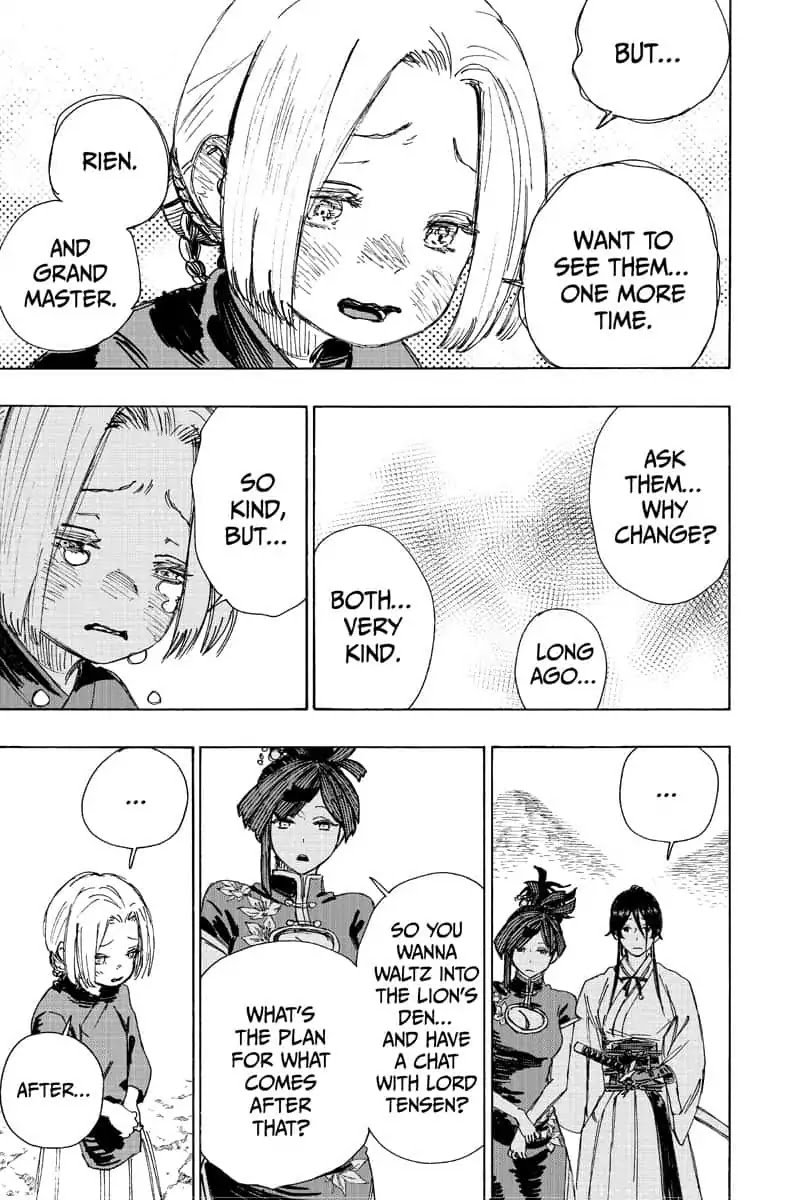 BUT...
WANT TO
SEE THEM...
ONE MORE
TIME.
RIEN.
AND
GRAND
MASTER.
ASK
THEM...
WHY
CHANGE?
LONG
AGO...
BOTH...
VERY
KIND.
SO
KIND,
BUT...
...
SO YOU
WANNA
WALTZ INTO
THE LION'S
DEN...
AND HAVE
A CHAT
WITH LORD
TENSEN?
WHAT'S
THE PLAN
FOR WHAT
COMES
AFTER
THAT?
...
AFTER...